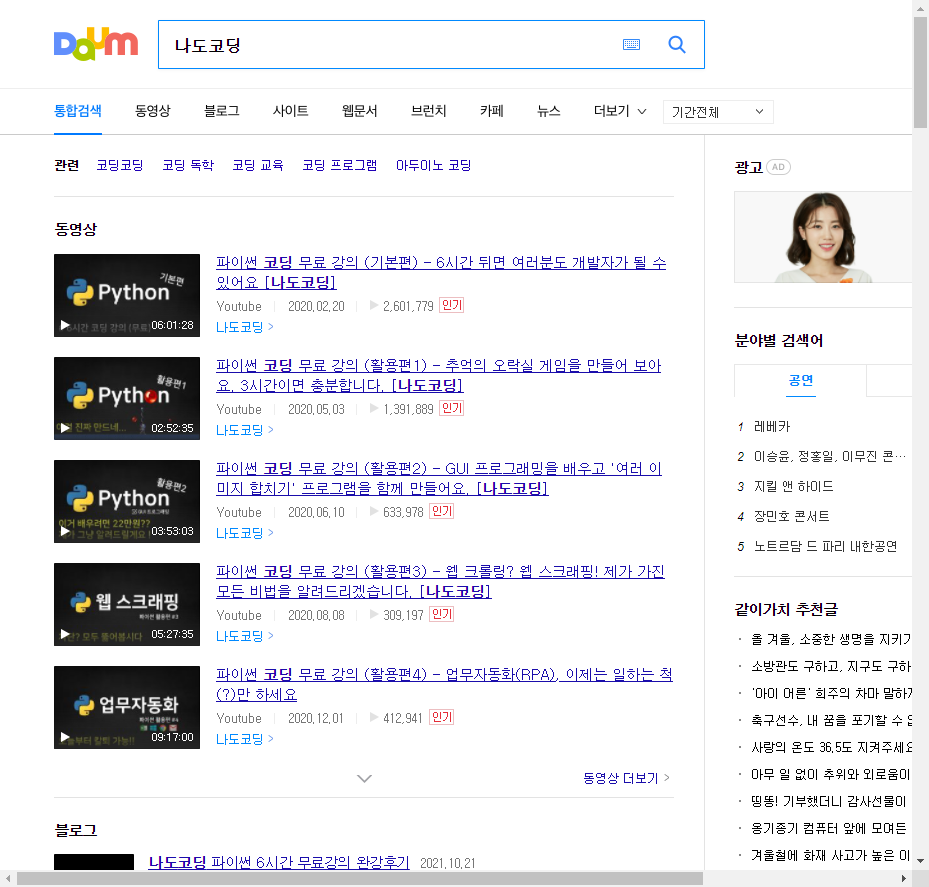 Daum
나도코딩
통합검색 동영상 블로그 사이트 웹문서 브런치 카페 뉴스 더보기 기간전체
관련 코딩코딩 코딩 독학 코딩 교육 코딩 프로그램 아두이노 코딩
동영상
기본편
Python
06:01:28
파이썬 코딩 무료 강의 (기본편) - 6시간 뒤면 여러분도 개발자가 될 수
있어요 [나도코딩]
Youtube 2020.02.20 2,601,779 인기
나도코딩 >
활용편1
Python
02:52:35
파이썬 코딩 무료 강의 (활용편1) - 추억의 오락실 게임을 만들어 보아
요. 3시간이면 충분합니다. [나도코딩]
Youtube 2020.05.03 1,391,889 인기
나도코딩 >
활용편2
Python
이거 배우려면 22만원??
03:53:03
파이썬 코딩 무료 강의 (활용편2) - GUI 프로그래밍을 배우고 '여러 이
미지 합치기' 프로그램을 함께 만들어요. [나도코딩]
Youtube 2020.06.10 633,978 인기
나도코딩 >
웹 스크래핑
파이썬 활용편 #3
05:27:35
파이썬 코딩 무료 강의 (활용편3) - 웹 크롤링? 웹 스크래핑! 제가 가진
모든 비법을 알려드리겠습니다. [나도코딩]
Youtube 2020.08.08 309,197 인기
나도코딩 >
업무자동화
파이썬 활용편 #4
09:17:00
파이썬 코딩 무료 강의 (활용편4) - 업무자동화(RPA), 이제는 일하는 척
(?)만 하세요
Youtube 2020.12.01 412,941 인기
나도코딩 >
동영상 더보기 >
블로그
나도코딩 파이썬 6시간 무료강의 완강후기 2021.10.21
광고 AD
분야별 검색어
공연
1 레베카
2 이승윤, 정홍일, 이무진 콘…
3 지킬 앤 하이드
4 장민호 콘서트
5 노트르담 드 파리 내한공연
같이가치 추천글
· 올 겨울, 소중한 생명을 지키기
· 소방관도 구하고, 지구도 구하
· '아이 어른' 희주의 차마 말하지
· 축구선수, 내 꿈을 포기할 수 없
· 사랑의 온도 36.5도 지켜주세요
· 아무 일 없이 추위와 외로움이
· 띵똥! 기부했더니 감사선물이
· 옹기종기 컴퓨터 앞에 모여든
· 겨울철에 화재 사고가 높은 이